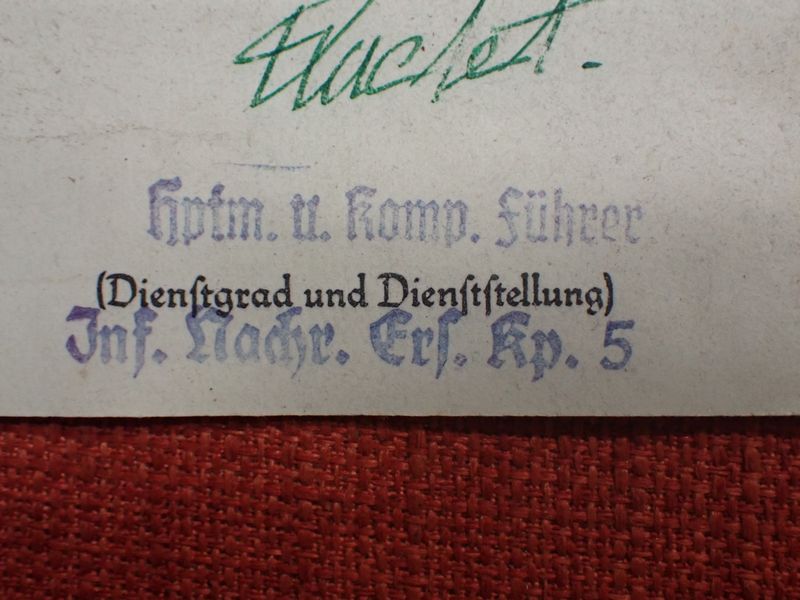 Hptm. u. Komp. Führer
(Dienſtgrad und Dienſtſtellung)
Inf. Nachr. Erſ. Kp. 5